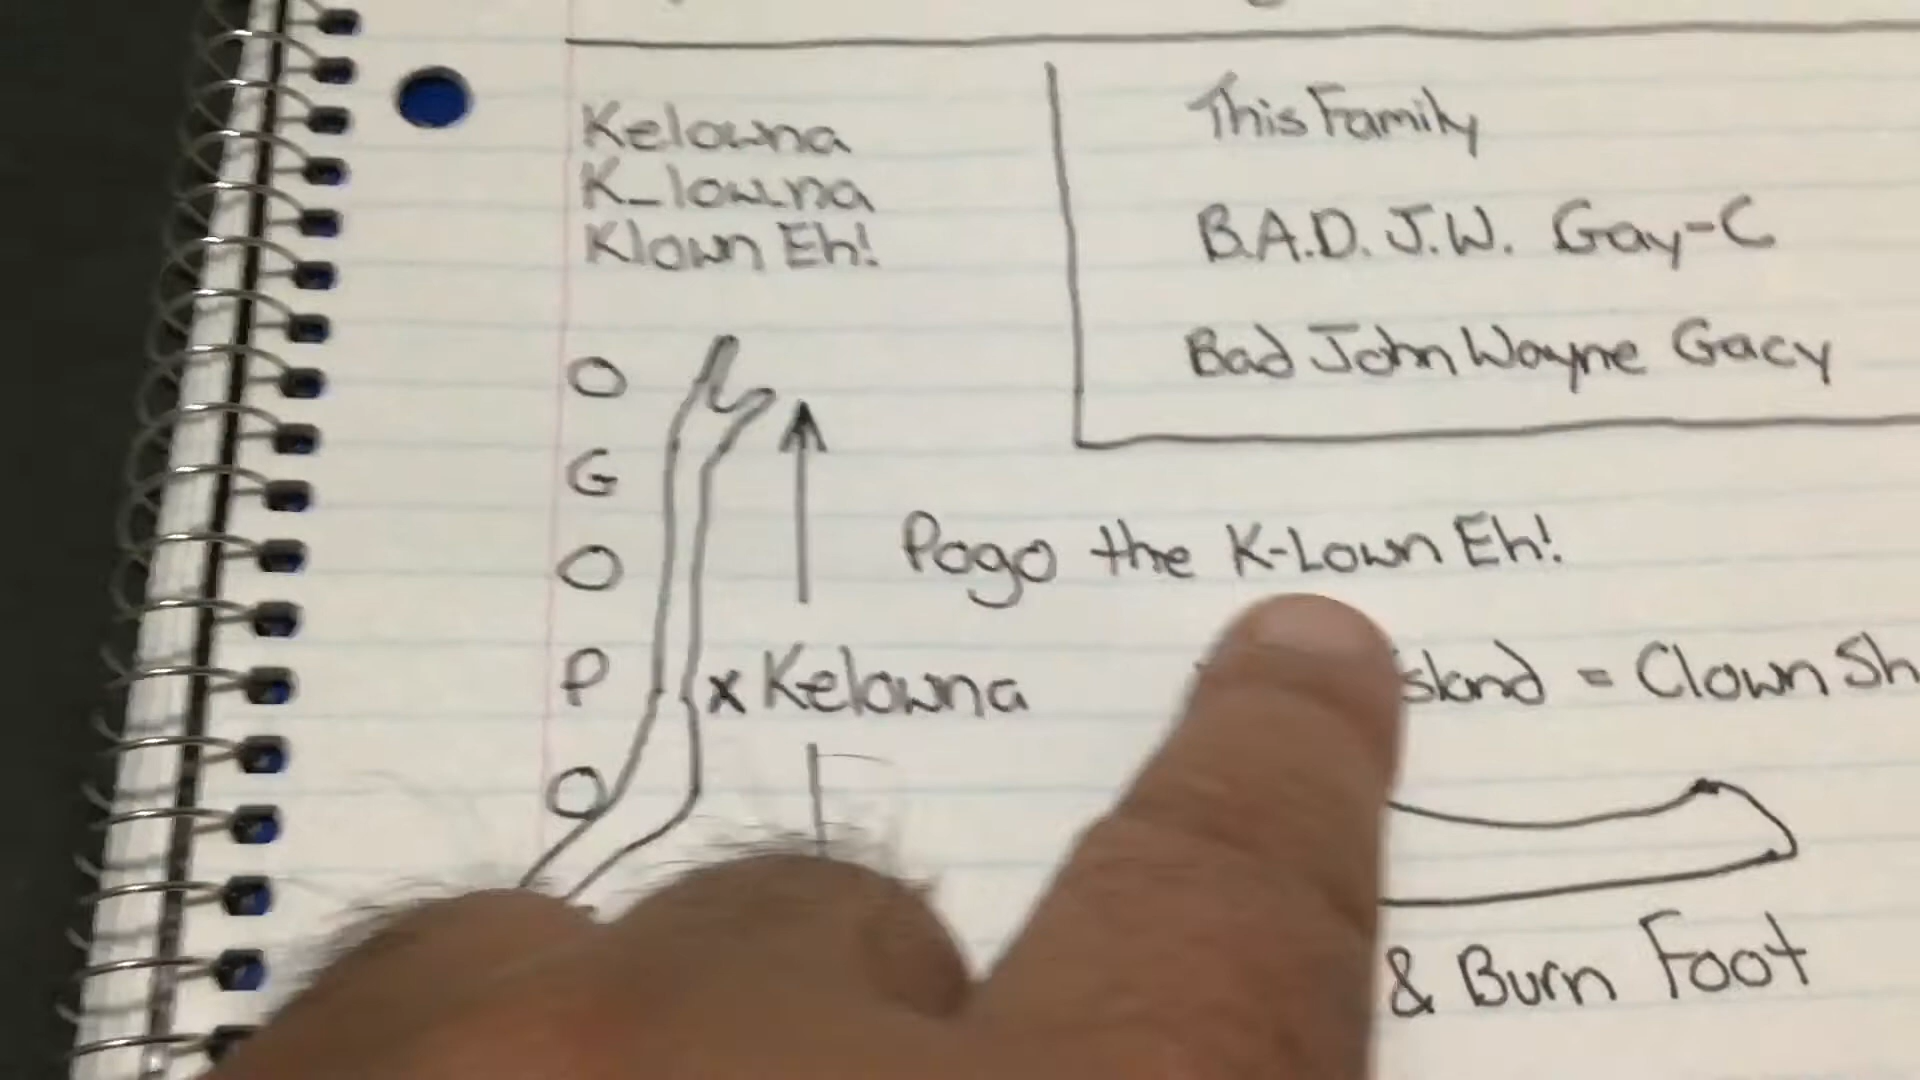 Kelowna
K_lowna
Klown Eh!
This Family
B.A.D. J.W. Gay-C
Bad John Wayne Gacy
O
G
O
P
O
Pogo the K-Lown Eh!
x Kelowna
= Clown Sh
& Burn Foot